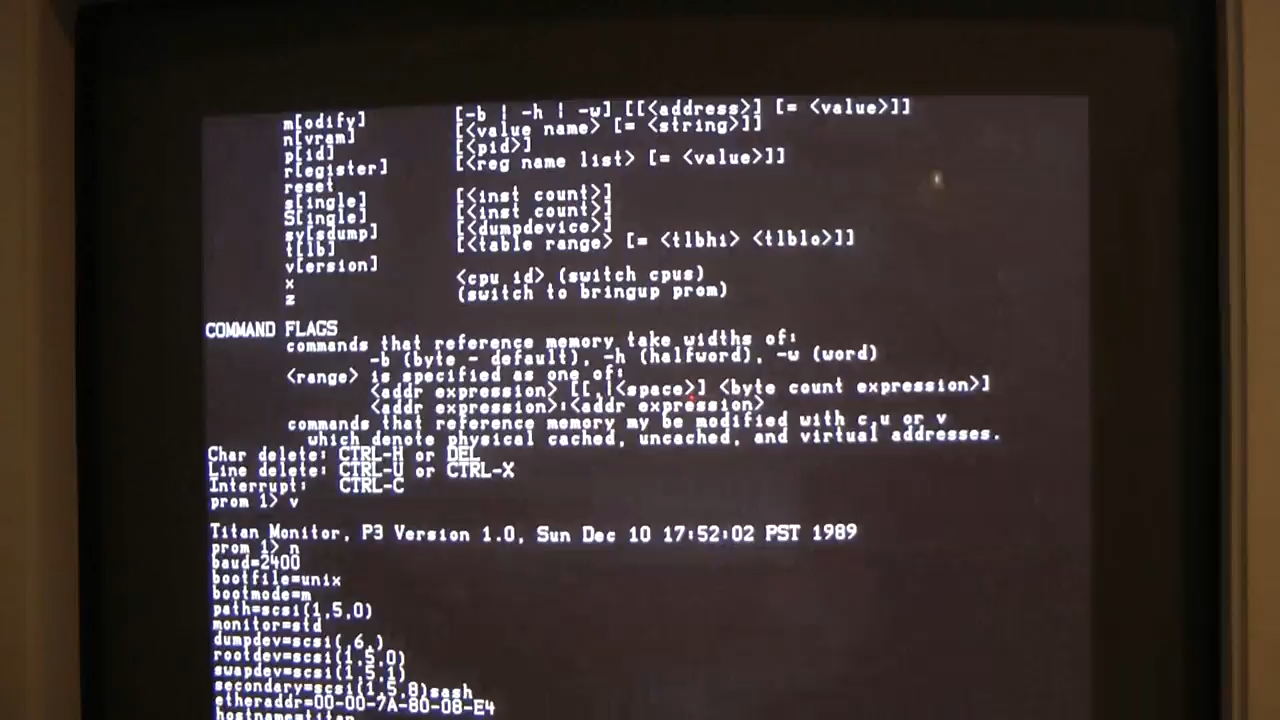 m[odify] [-b | -h | -w] [[<address>] [= <value>]]
n[vram] [<value name> [= <string>]]
p[id] [<pid>]
r[egister] [<reg name list> [= <value>]]
reset
s[ingle] [<inst count>]
S[ingle] [<inst count>]
sy[sdump] [<dumpdevice>]
t[lb] [<table range> [= <tlbhi> <tlblo>]]
v[ersion]
x <cpu id> (switch cpus)
z (switch to bringup prom)
COMMAND FLAGS
commands that reference memory take widths of:
-b (byte - default), -h (halfword), -w (word)
<range> is specified as one of:
<addr expression> [[,|<space>] <byte count expression>]
<addr expression>:<addr expression>
commands that reference memory my be modified with c,u or v
which denote physical cached, uncached, and virtual addresses.
Char delete: CTRL-H or DEL
Line delete: CTRL-U or CTRL-X
Interrupt: CTRL-C
prom 1> v
Titan Monitor, P3 Version 1.0, Sun Dec 10 17:52:02 PST 1989
prom 1> n
baud=2400
bootfile=unix
bootmode=m
path=scsi(1,5,0)
monitor=std
dumpdev=scsi(,6,)
rootdev=scsi(1,5,0)
swapdev=scsi(1,5,1)
secondary=scsi(1,5,8)sash
etheraddr=00-00-7A-80-08-E4
hostname=titan